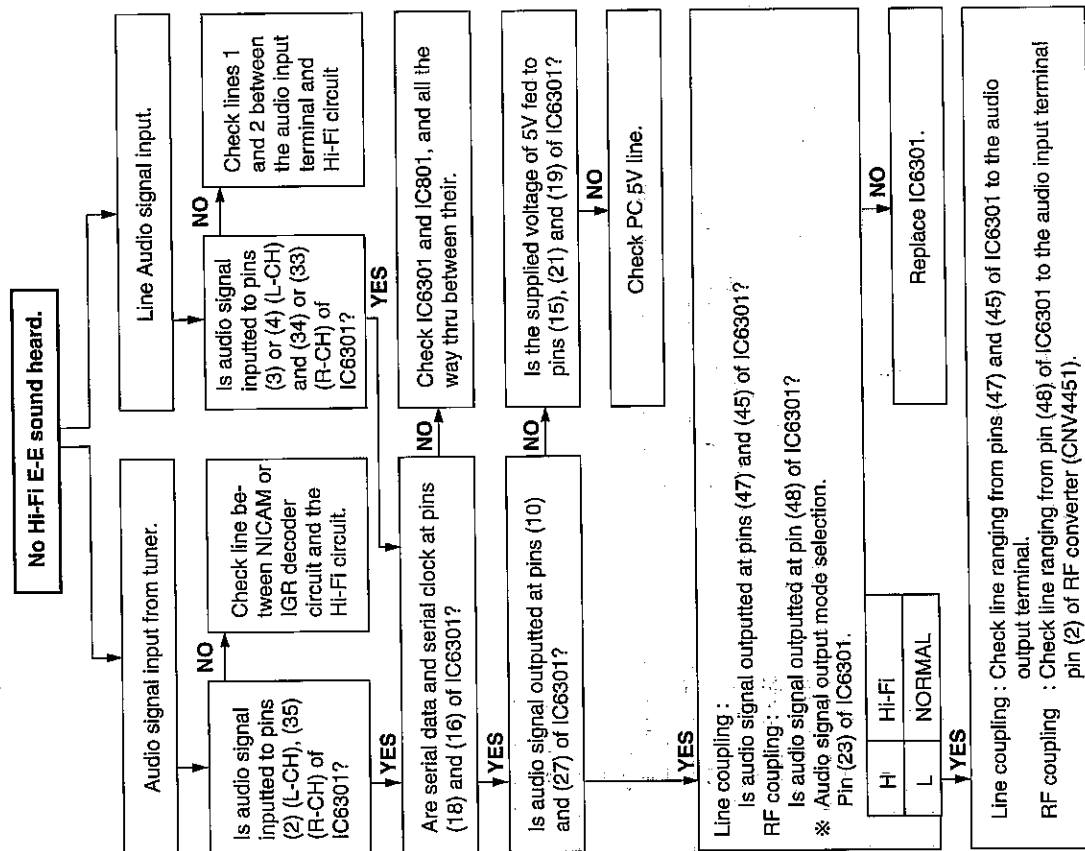 No Hi-Fi E-E sound heard.
Audio signal input from tuner.
Line Audio signal input.
Is audio signal
inputted to pins
(2) (L-CH), (35)
(R-CH) of
IC6301?
NO
Check line be-
tween NICAM or
IGR decoder
circuit and the
Hi-Fi circuit.
YES
Is audio signal
inputted to pins
(3) or (4) (L-CH)
and (34) or (33)
(R-CH) of
IC6301?
NO
Check lines 1
and 2 between
the audio input
terminal and
Hi-Fi circuit
YES
Are serial data and serial clock at pins
(18) and (16) of IC6301?
NO
Check IC6301 and IC801, and all the
way thru between their.
YES
Is audio signal outputted at pins (10)
and (27) of IC6301?
NO
Is the supplied voltage of 5V fed to
pins (15), (21) and (19) of IC6301?
NO
Check PC 5V line.
YES
Line coupling :
Is audio signal outputted at pins (47) and (45) of IC6301?
RF coupling :
Is audio signal outputted at pin (48) of IC6301?
※ Audio signal output mode selection.
Pin (23) of IC6301.
H Hi-Fi
L NORMAL
NO
Replace IC6301.
YES
Line coupling : Check line ranging from pins (47) and (45) of IC6301 to the audio
output terminal.
RF coupling : Check line ranging from pin (48) of IC6301 to the audio input terminal
pin (2) of RF converter (CNV4451).